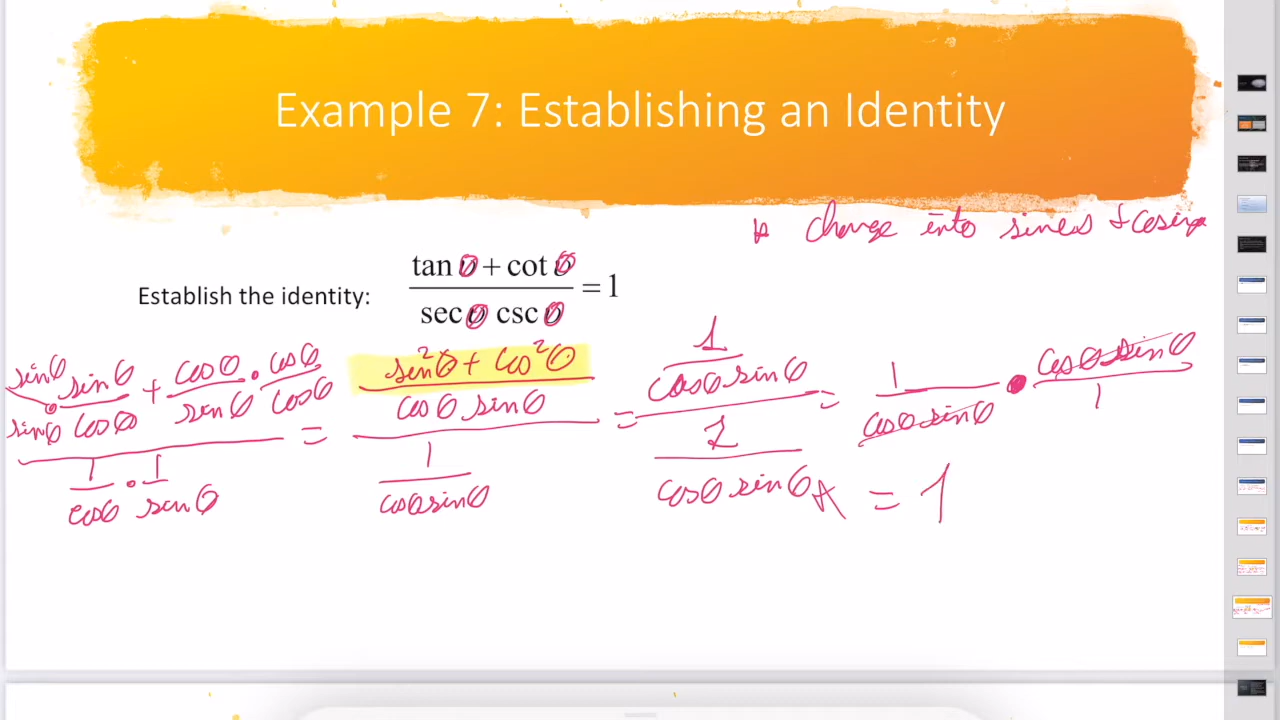 Example 7: Establishing an Identity
* change into sines & cosines
Establish the identity: (tan θ + cot θ)/(sec θ csc θ) = 1
(sinθ/sinθ • sinθ/cosθ + cosθ/sinθ • cosθ/cosθ)/(1/cosθ • 1/sinθ) = ((sin²θ + cos²θ)/(cosθ sinθ))/(1/(cosθ sinθ)) = (1/(cosθ sinθ))/(1/(cosθ sinθ)) = 1/(cosθ sinθ) • (cosθ sinθ)/1
= 1